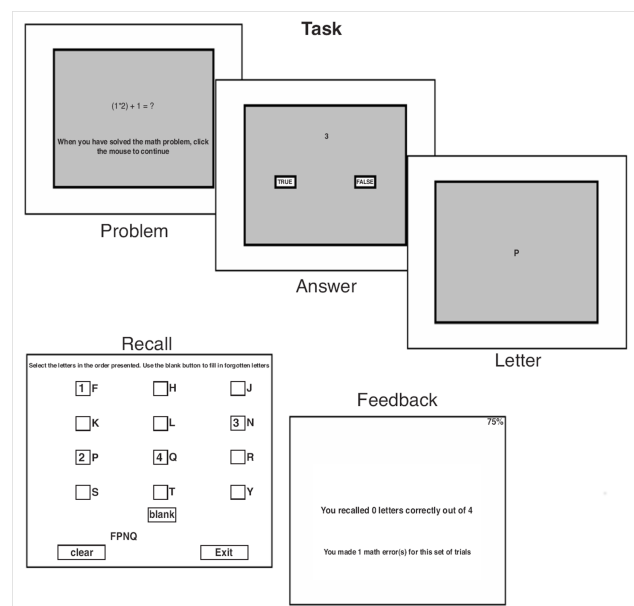 Task
(1*2) + 1 = ?
When you have solved the math problem, click
the mouse to continue
Problem
3
TRUE
FALSE
Answer
P
Letter
Recall
Select the letters in the order presented. Use the blank button to fill in forgotten letters
1 F
H
J
K
L
3 N
2 P
4 Q
R
S
T
Y
blank
FPNQ
clear
Exit
Feedback
75%
You recalled 0 letters correctly out of 4
You made 1 math error(s) for this set of trials